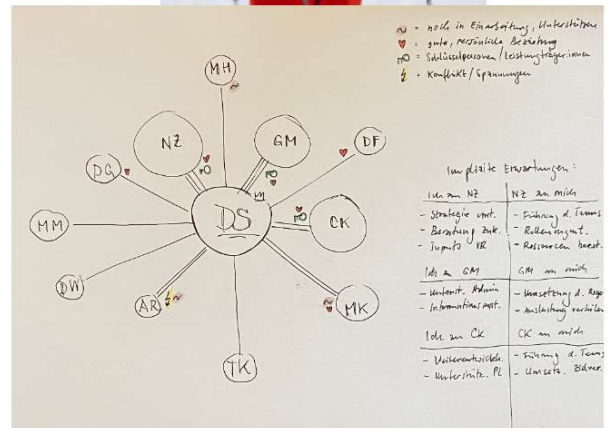 = noch in Einarbeitung, Unterstützen
= gute, persönliche Beziehung
= Schlüsselpersonen / Leistungsträger:innen
= Konflikt / Spannungen
MH
NZ
GM
DF
DG
DS
CK
MM
DW
AR
MK
TK
Implizite Erwartungen:
Ich an NZ | NZ an mich
- Strategie unt. | - Führung d. Teams
- Beratung Zuk. | - Rollenmgmt.
- Inputs VR | - Ressourcen
Ich an GM | GM an mich
- Unterst. Admin | - Umsetzung d.
- | - Auslastung
Ich an CK | CK an mich
- Weiterentwickl. | - Führung d. Teams
- Unterstütz. PL | - Umsetz.